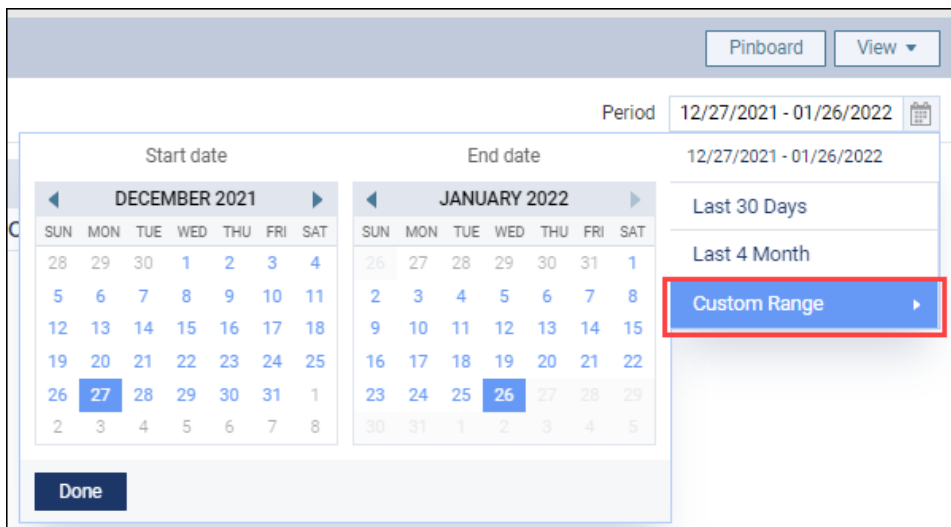 Pinboard
View
Period 12/27/2021 - 01/26/2022
Start date
DECEMBER 2021
SUN MON TUE WED THU FRI SAT
28 29 30 1 2 3 4
5 6 7 8 9 10 11
12 13 14 15 16 17 18
19 20 21 22 23 24 25
26 27 28 29 30 31 1
2 3 4 5 6 7 8
End date
JANUARY 2022
SUN MON TUE WED THU FRI SAT
26 27 28 29 30 31 1
2 3 4 5 6 7 8
9 10 11 12 13 14 15
16 17 18 19 20 21 22
23 24 25 26 27 28 29
30 31 1 2 3 4 5
Done
12/27/2021 - 01/26/2022
Last 30 Days
Last 4 Month
Custom Range